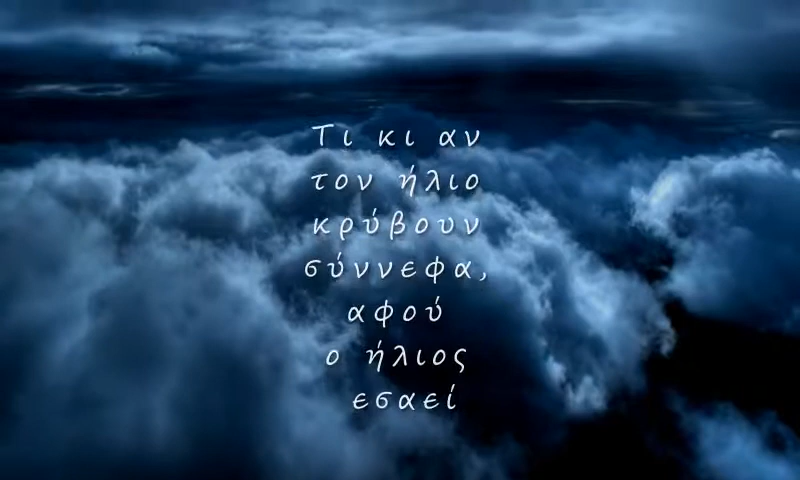 Τι κι αν
τον ήλιο
κρύβουν
σύννεφα,
αφού
ο ήλιος
εσαεί